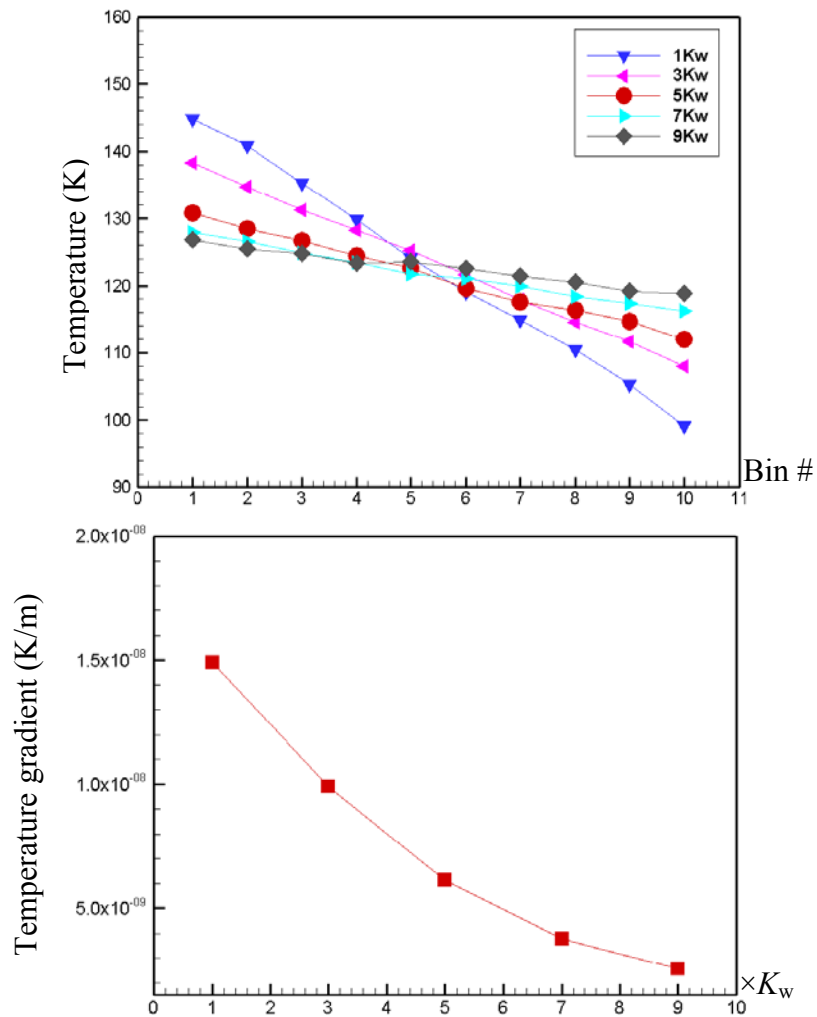 160
150
140
130
120
110
100
90
Temperature (K)
1Kw
3Kw
5Kw
7Kw
9Kw
0 1 2 3 4 5 6 7 8 9 10 11
Bin #
2.0x10-08
1.5x10-08
1.0x10-08
5.0x10-09
Temperature gradient (K/m)
0 1 2 3 4 5 6 7 8 9 10
×Kw